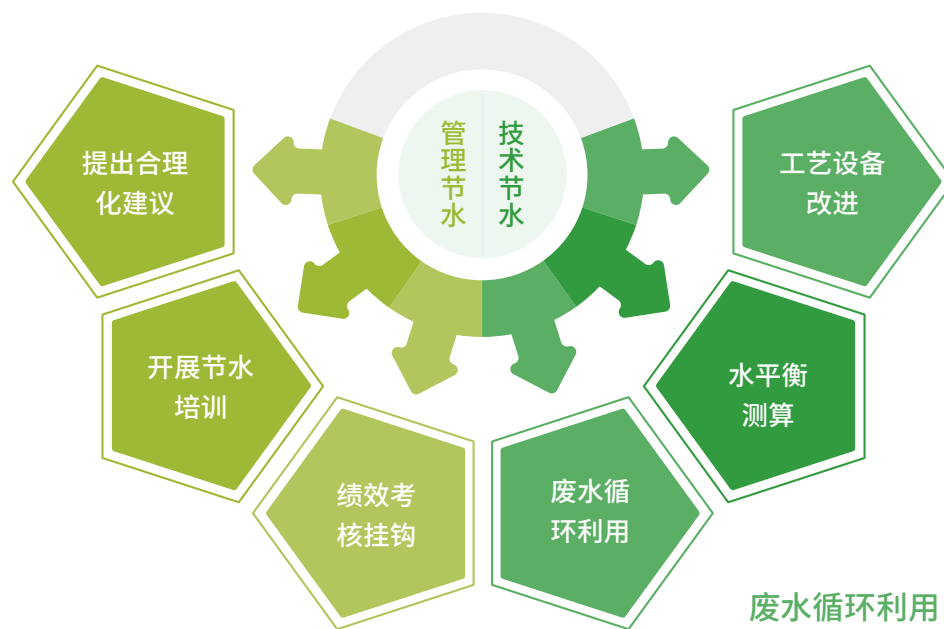 管理节水
技术节水
提出合理
化建议
开展节水
培训
绩效考
核挂钩
废水循
环利用
水平衡
测算
工艺设备
改进
废水循环利用